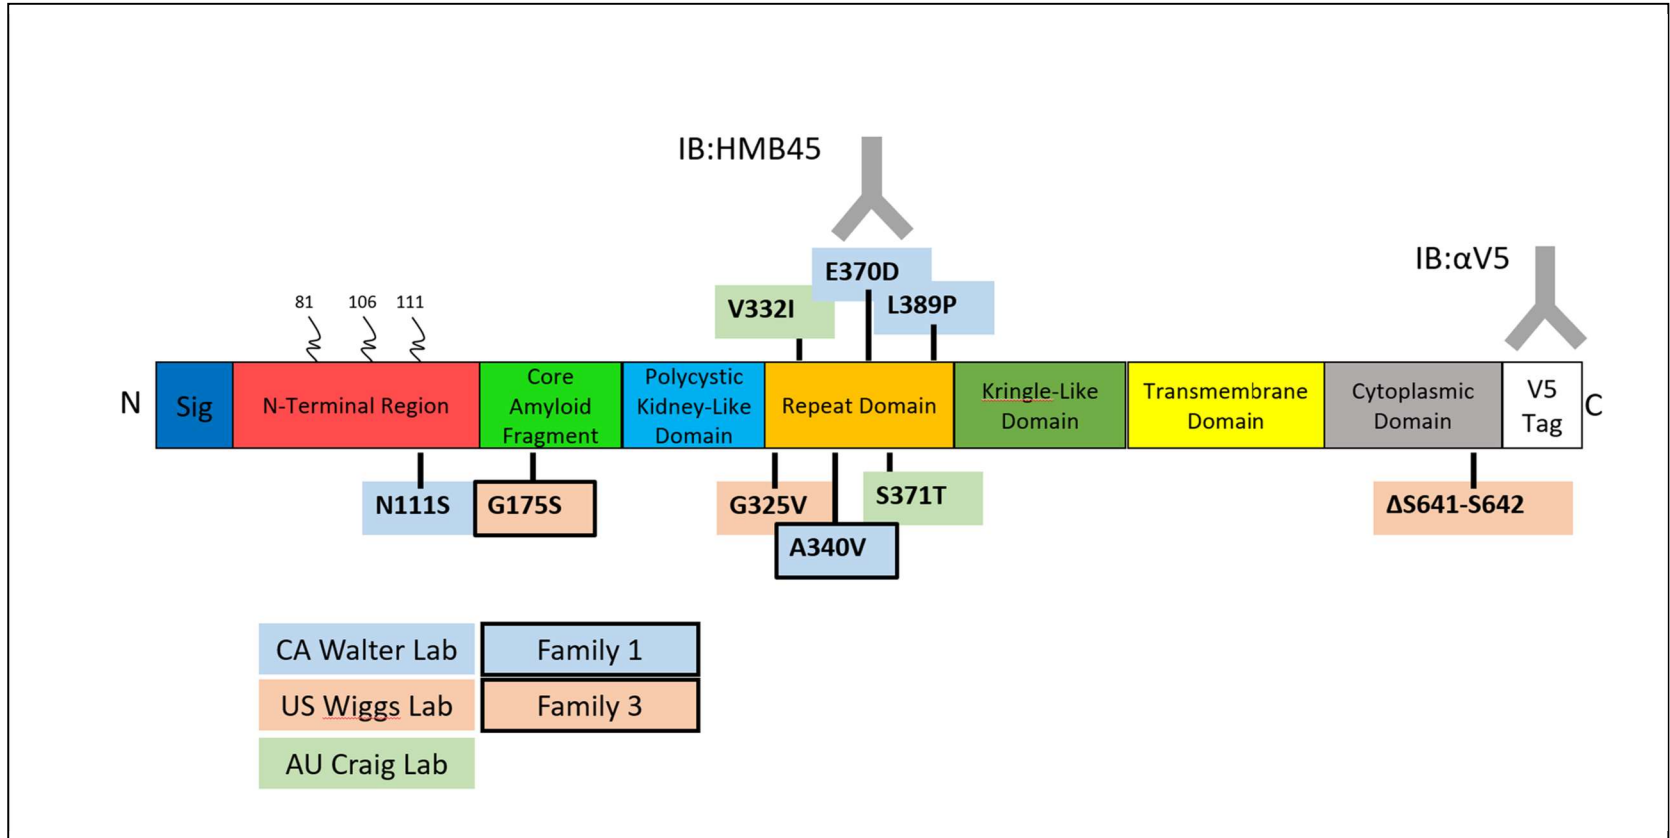 IB:HMB45
IB:αV5
E370D
V332I
L389P
81
106
111
N
Sig
N-Terminal Region
Core
Amyloid
Fragment
Polycystic
Kidney-Like
Domain
Repeat Domain
Kringle-Like
Domain
Transmembrane
Domain
Cytoplasmic
Domain
V5
Tag
C
N111S
G175S
G325V
A340V
S371T
ΔS641-S642
CA Walter Lab
Family 1
US Wiggs Lab
Family 3
AU Craig Lab